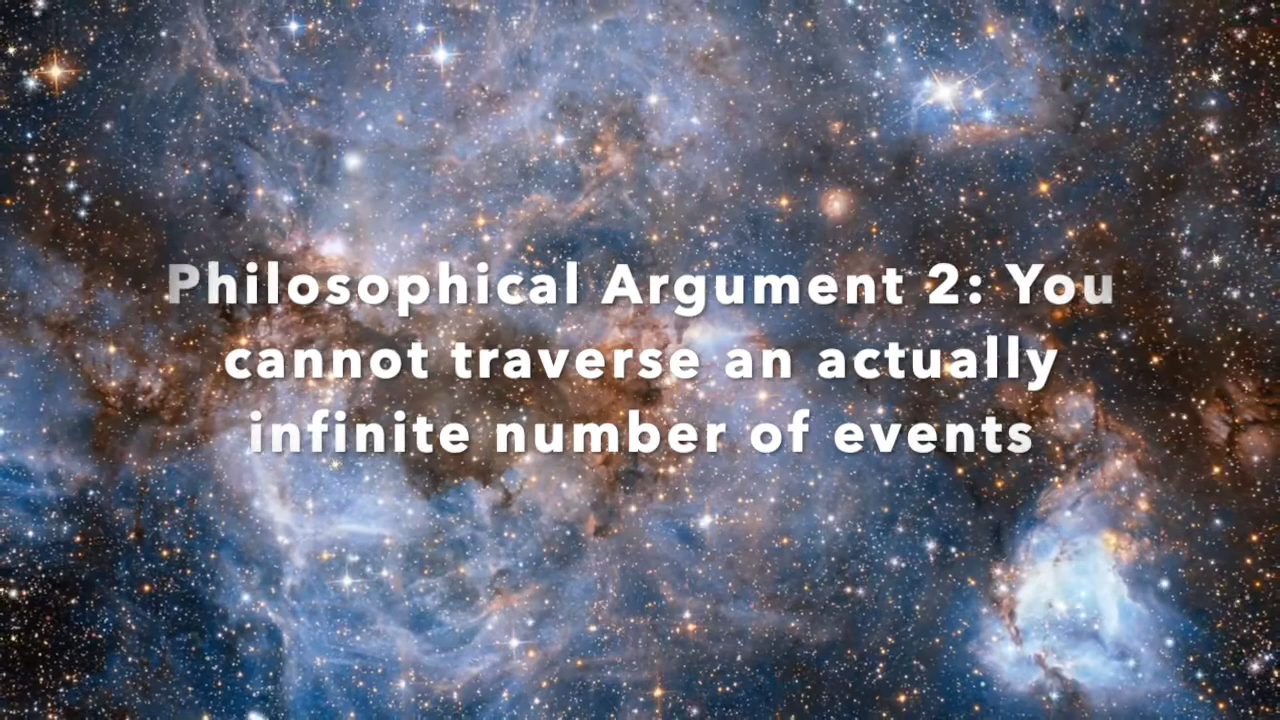 Philosophical Argument 2: You
cannot traverse an actually
infinite number of events